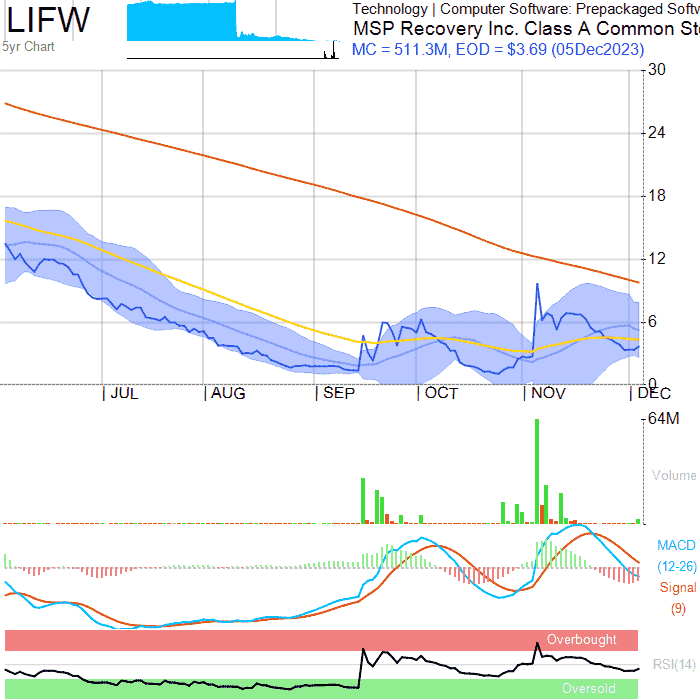 LIFW
5yr Chart
Technology | Computer Software: Prepackaged Softw
MSP Recovery Inc. Class A Common Sto
MC = 511.3M, EOD = $3.69 (05Dec2023)
30
24
18
12
6
0
JUL AUG SEP OCT NOV DEC
64M
Volume
MACD
(12-26)
Signal
(9)
Overbought
RSI(14)
Oversold